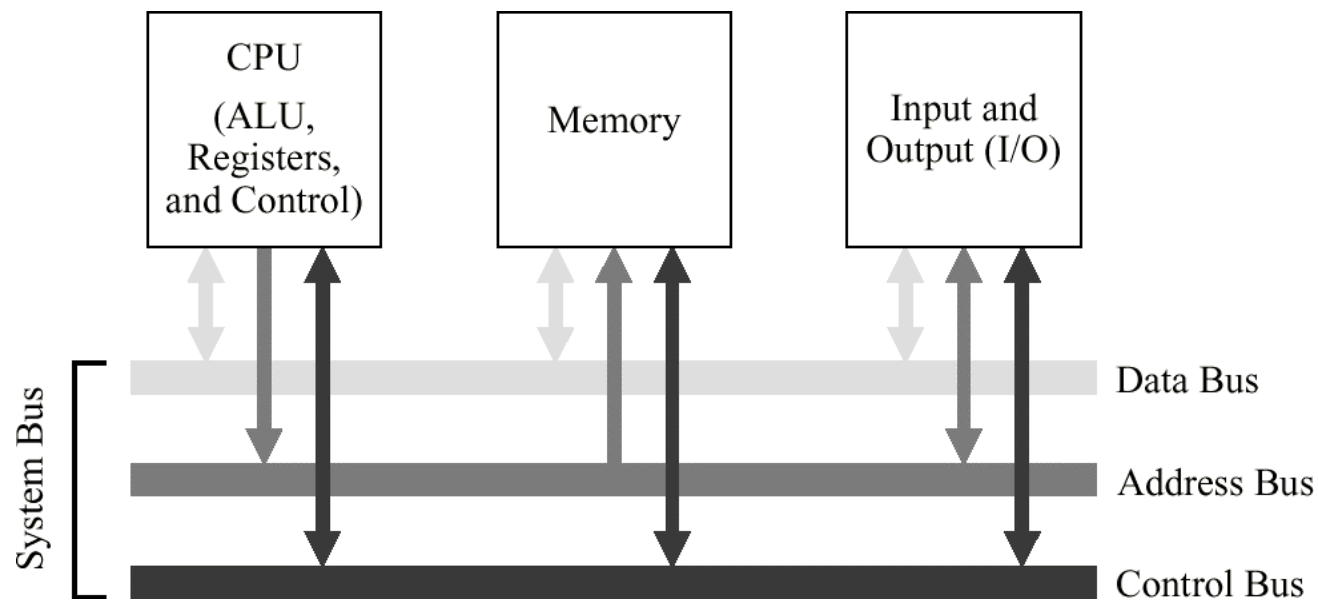 CPU
(ALU,
Registers,
and Control)
Memory
Input and
Output (I/O)
System Bus
Data Bus
Address Bus
Control Bus